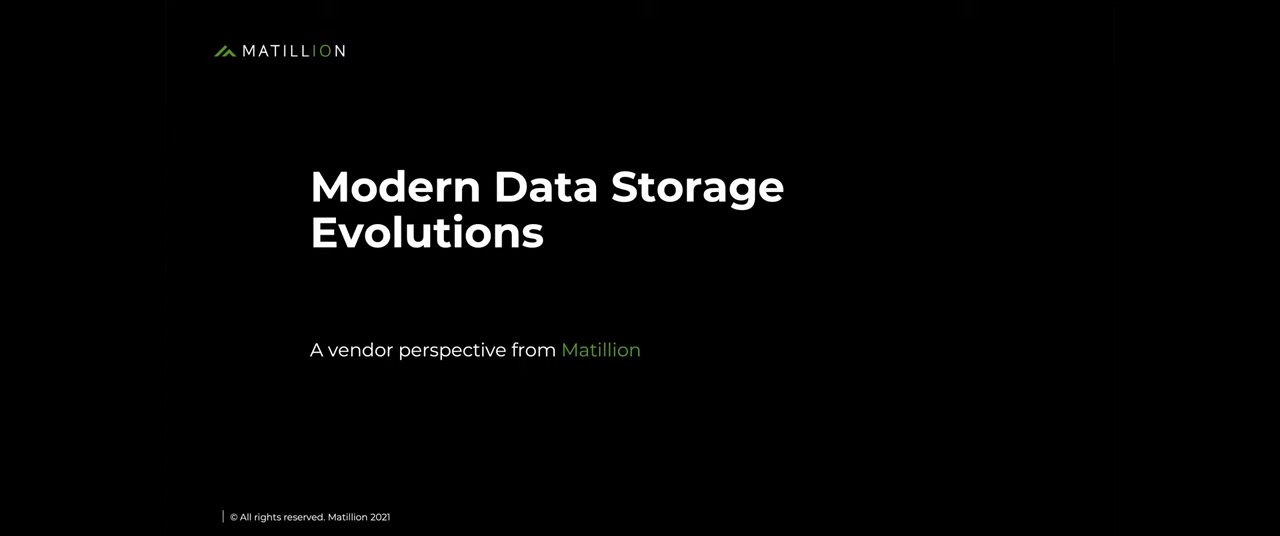 MATILLION
Modern Data Storage
Evolutions
A vendor perspective from Matillion
© All rights reserved. Matillion 2021